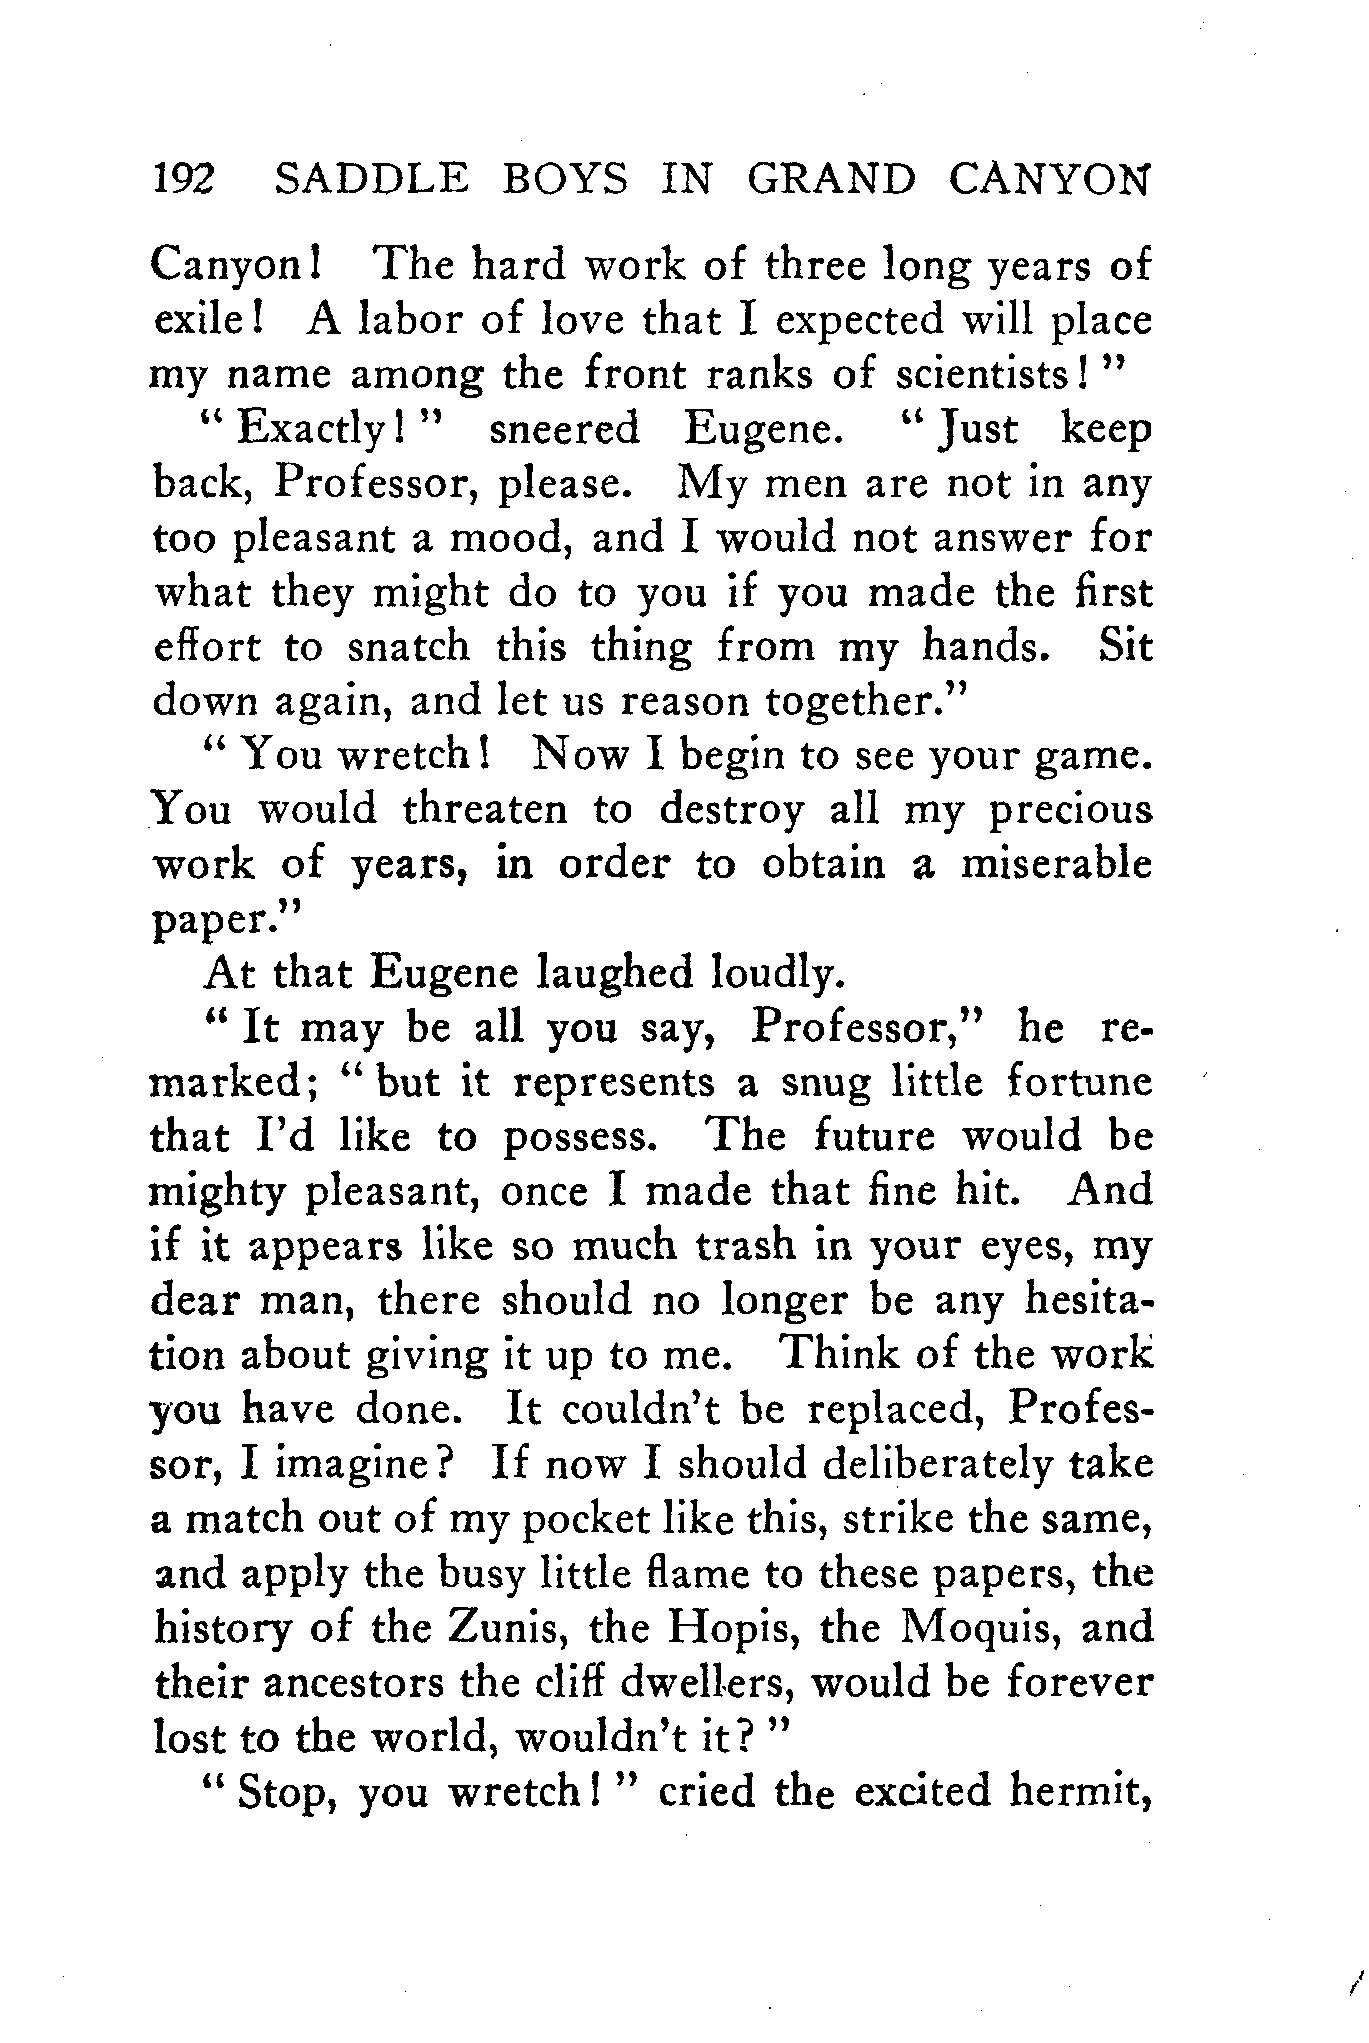 192 SADDLE BOYS IN GRAND CANYON
Canyon! The hard work of three long years of
exile! A labor of love that I expected will place
my name among the front ranks of scientists!"
"Exactly!" sneered Eugene. "Just keep
back, Professor, please. My men are not in any
too pleasant a mood, and I would not answer for
what they might do to you if you made the first
effort to snatch this thing from my hands. Sit
down again, and let us reason together."
"You wretch! Now I begin to see your game.
You would threaten to destroy all my precious
work of years, in order to obtain a miserable
paper."
At that Eugene laughed loudly.
"It may be all you say, Professor," he re-
marked; "but it represents a snug little fortune
that I'd like to possess. The future would be
mighty pleasant, once I made that fine hit. And
if it appears like so much trash in your eyes, my
dear man, there should no longer be any hesita-
tion about giving it up to me. Think of the work
you have done. It couldn't be replaced, Profes-
sor, I imagine? If now I should deliberately take
a match out of my pocket like this, strike the same,
and apply the busy little flame to these papers, the
history of the Zunis, the Hopis, the Moquis, and
their ancestors the cliff dwellers, would be forever
lost to the world, wouldn't it?"
"Stop, you wretch!" cried the excited hermit,